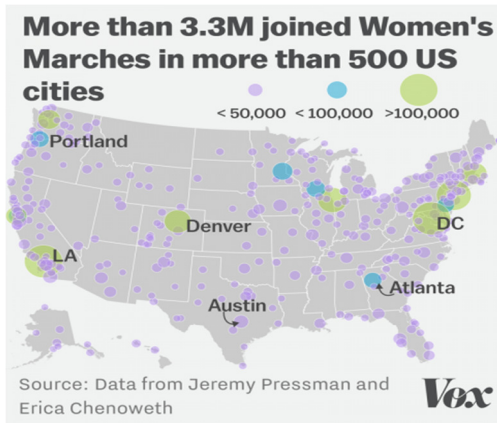 More than 3.3M joined Women's
Marches in more than 500 US
cities
< 50,000 < 100,000 >100,000
Portland
Denver
DC
LA
Austin
Atlanta
Source: Data from Jeremy Pressman and
Erica Chenoweth
Vox